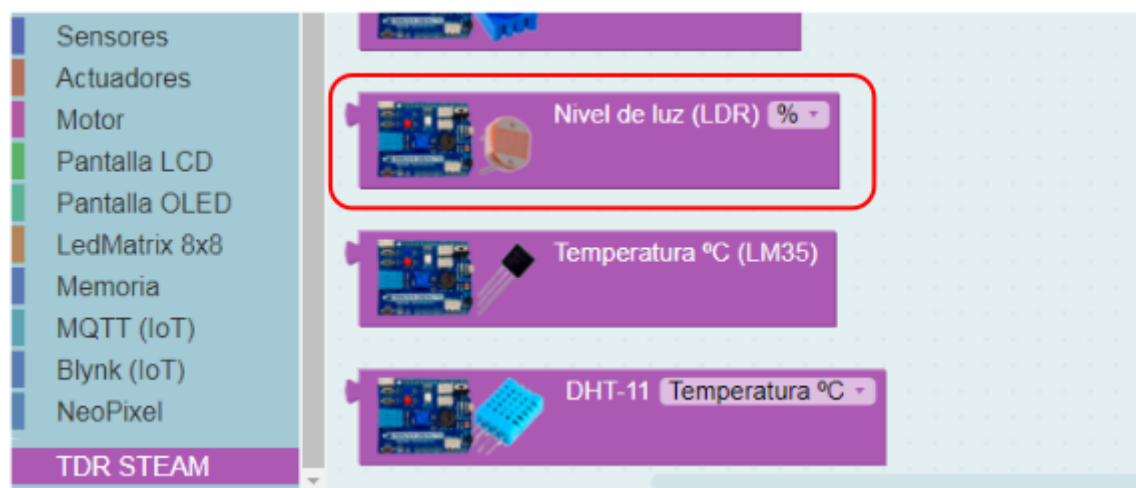 Sensores
Actuadores
Motor
Pantalla LCD
Pantalla OLED
LedMatrix 8x8
Memoria
MQTT (IoT)
Blynk (IoT)
NeoPixel
TDR STEAM
Nivel de luz (LDR) %
Temperatura ºC (LM35)
DHT-11 Temperatura ºC